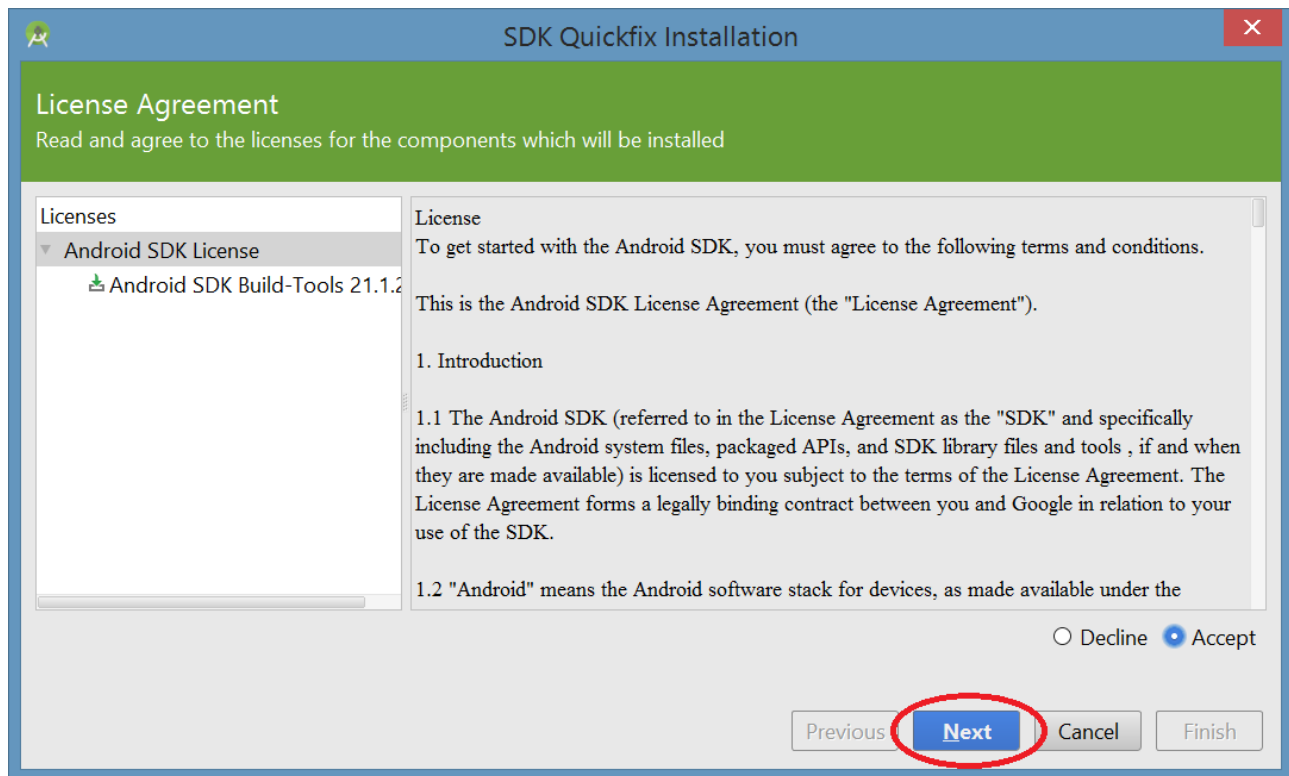 SDK Quickfix Installation
License Agreement
Read and agree to the licenses for the components which will be installed
Licenses
Android SDK License
Android SDK Build-Tools 21.1.2
License
To get started with the Android SDK, you must agree to the following terms and conditions.
This is the Android SDK License Agreement (the "License Agreement").
1. Introduction
1.1 The Android SDK (referred to in the License Agreement as the "SDK" and specifically
including the Android system files, packaged APIs, and SDK library files and tools , if and when
they are made available) is licensed to you subject to the terms of the License Agreement. The
License Agreement forms a legally binding contract between you and Google in relation to your
use of the SDK.
1.2 "Android" means the Android software stack for devices, as made available under the
Decline Accept
Previous Next Cancel Finish